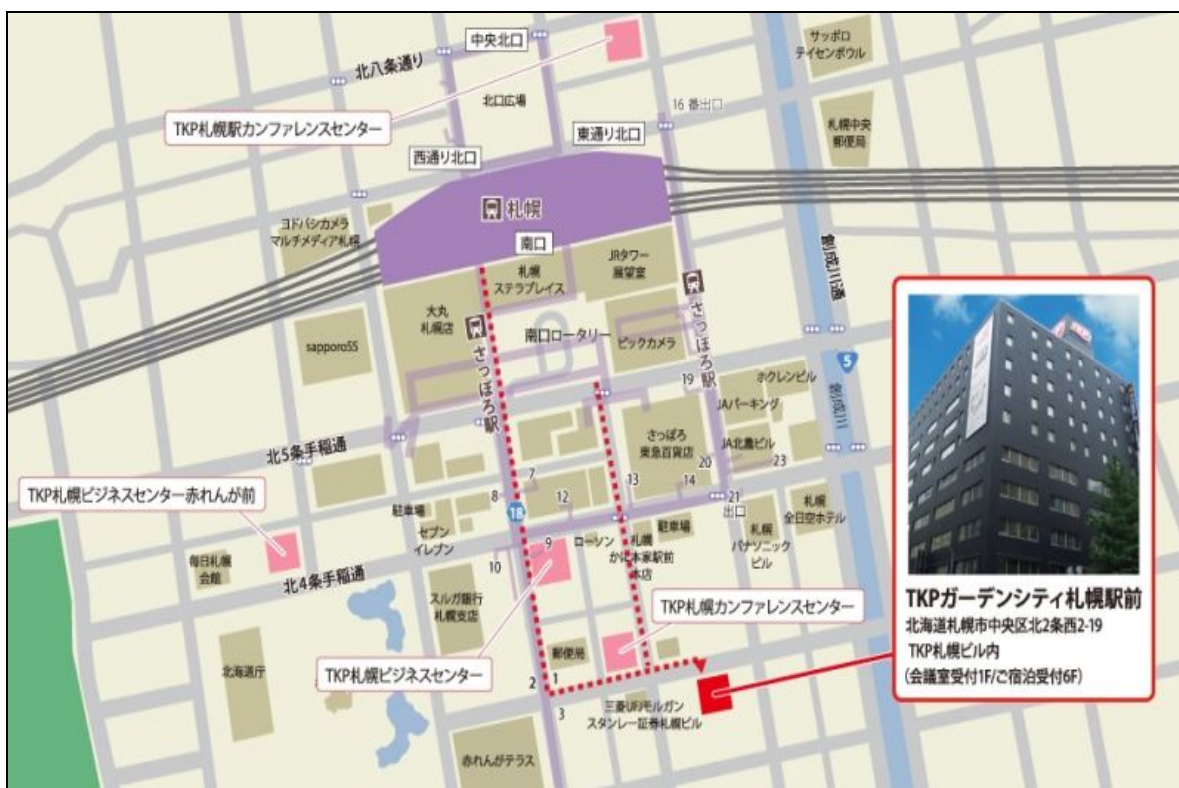 中央北口
サッポロ
テイセンボウル
北八条通り
北口広場
16 番出口
TKP札幌駅カンファレンスセンター
東通り北口
札幌中央
郵便局
西通り北口
札幌
ヨドバシカメラ
マルチメディア札幌
南口
札幌
ステラプレイス
JRタワー
展望室
創成川通
大丸
札幌店
さっぽろ駅
南口ロータリー
ビックカメラ
さっぽろ駅
sapporo55
5
創成川
19
ホクレンビル
JAパーキング
北5条手稲通
さっぽろ
東急百貨店
JA北農ビル
20
23
7
13
14
TKP札幌ビジネスセンター赤れんが前
8
12
18
21
出口
駐車場
セブン
イレブン
9
ローソン
札幌
かに本家駅前
本店
駐車場
札幌
パナソニック
ビル
札幌
全日空ホテル
毎日札幌
会館
北4条手稲通
10
スルガ銀行
札幌支店
TKP札幌カンファレンスセンター
北海道庁
TKP札幌ビジネスセンター
郵便局
2
1
3
三菱UFJモルガン
スタンレー証券札幌ビル
赤れんがテラス
TKP
TKPガーデンシティ札幌駅前
北海道札幌市中央区北2条西2-19
TKP札幌ビル内
(会議室受付1F/ご宿泊受付6F)